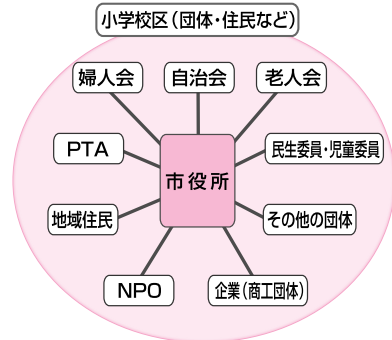 小学校区（団体・住民など）
婦人会
自治会
老人会
PTA
民生委員・児童委員
市役所
地域住民
その他の団体
NPO
企業（商工団体）